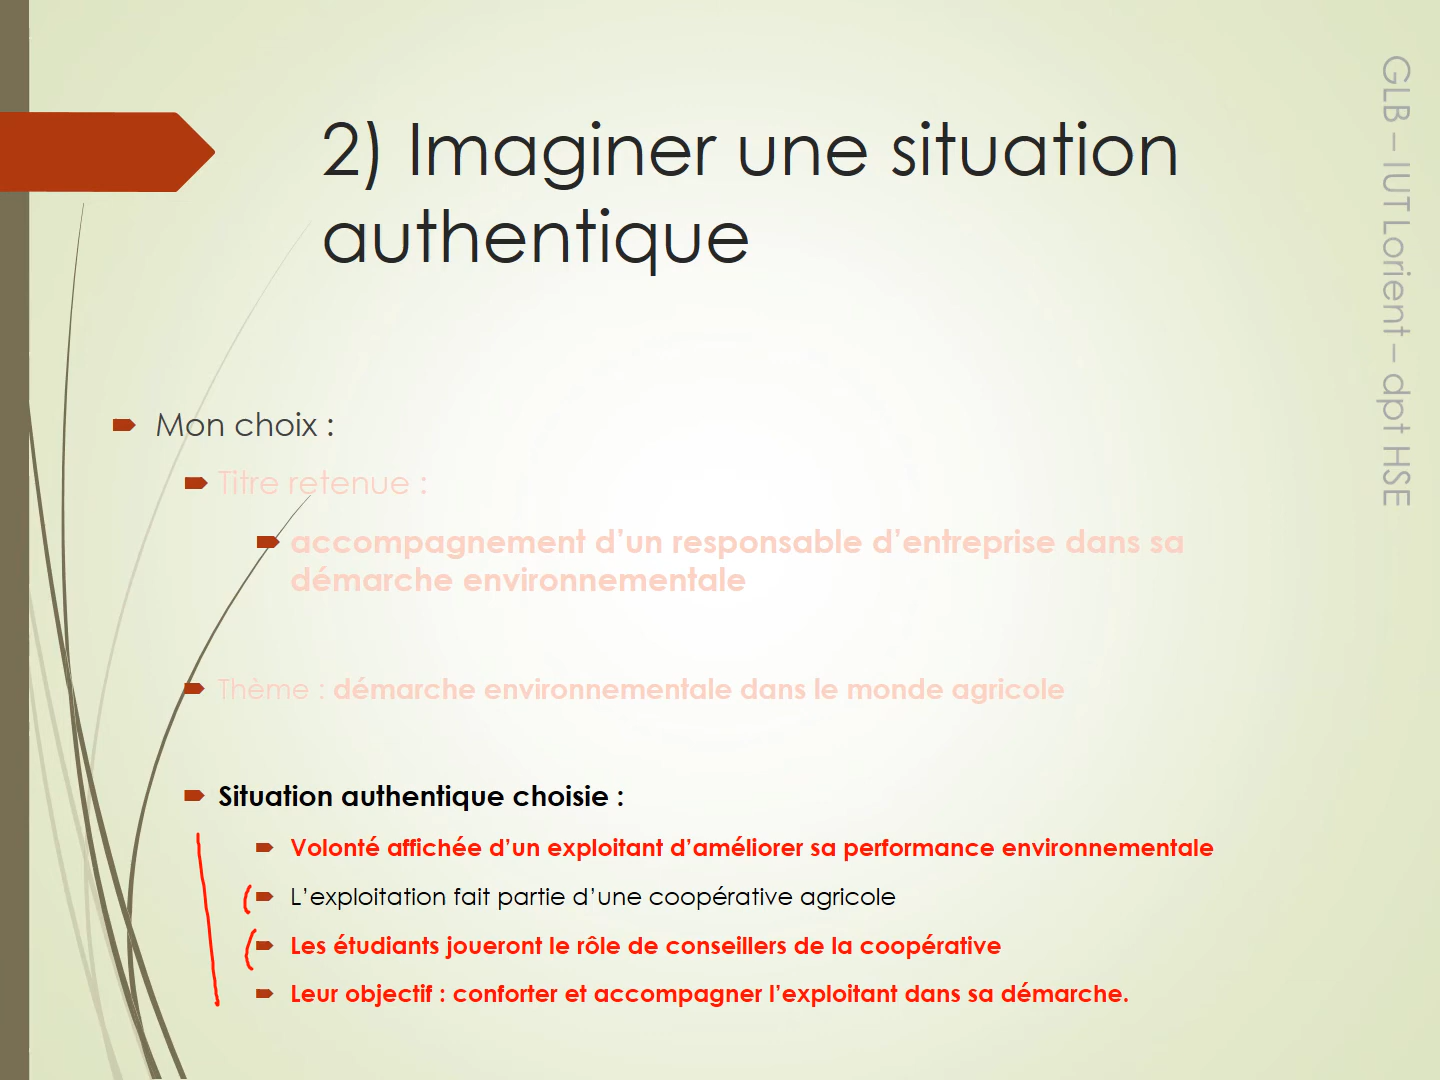 2) Imaginer une situation
authentique
Mon choix :
Titre retenue :
accompagnement d’un responsable d’entreprise dans sa
démarche environnementale
Thème : démarche environnementale dans le monde agricole
Situation authentique choisie :
Volonté affichée d’un exploitant d’améliorer sa performance environnementale
L’exploitation fait partie d’une coopérative agricole
Les étudiants joueront le rôle de conseillers de la coopérative
Leur objectif : conforter et accompagner l’exploitant dans sa démarche.
GLB – IUT Lorient – dpt HSE